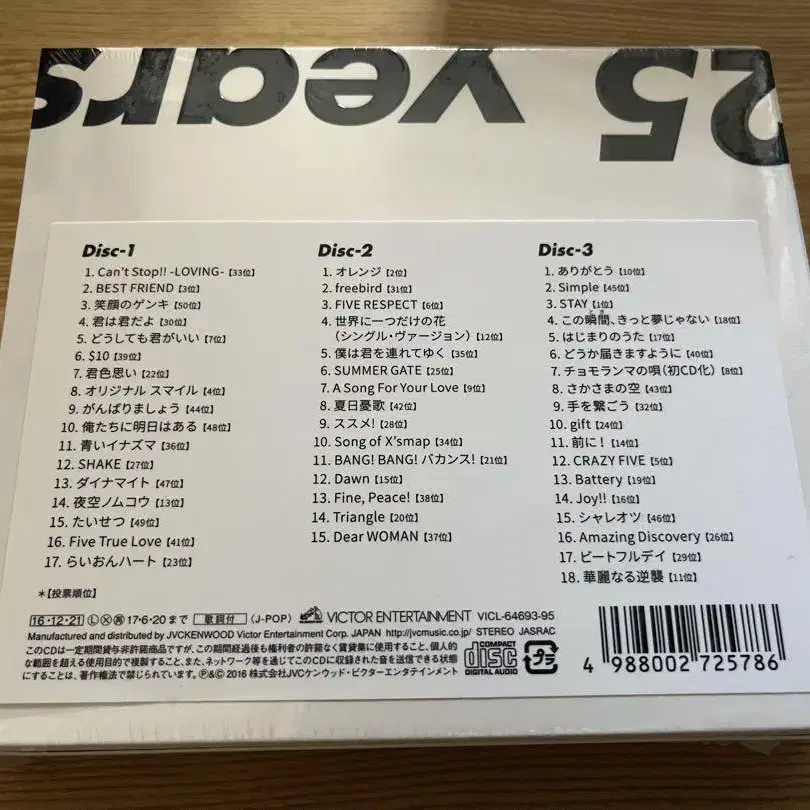 25 years
Disc-1
1. Can't Stop!! -LOVING-【33位】
2. BEST FRIEND【3位】
3. 笑顔のゲンキ【50位】
4. 君は君だよ【30位】
5. どうしても君がいい【7位】
6. $10【39位】
7. 君色思い【22位】
8. オリジナル スマイル【4位】
9. がんばりましょう【44位】
10. 俺たちに明日はある【48位】
11. 青いイナズマ【36位】
12. SHAKE【27位】
13. ダイナマイト【47位】
14. 夜空ノムコウ【13位】
15. たいせつ【49位】
16. Five True Love【41位】
17. らいおんハート【23位】
*【投票順位】
Disc-2
1. オレンジ【2位】
2. freebird【31位】
3. FIVE RESPECT【6位】
4. 世界に一つだけの花
(シングル・ヴァージョン)【12位】
5. 僕は君を連れてゆく【35位】
6. SUMMER GATE【25位】
7. A Song For Your Love【9位】
8. 夏日憂歌【42位】
9. ススメ!【28位】
10. Song of X'smap【34位】
11. BANG! BANG! バカンス!【21位】
12. Dawn【15位】
13. Fine, Peace!【38位】
14. Triangle【20位】
15. Dear WOMAN【37位】
Disc-3
1. ありがとう【10位】
2. Simple【45位】
3. STAY【1位】
4. この瞬間、きっと夢じゃない【18位】
5. はじまりのうた【17位】
6. どうか届きますように【40位】
7. チョモランマの唄(初CD化)【8位】
8. さかさまの空【43位】
9. 手を繋ごう【32位】
10. gift【24位】
11. 前に!【14位】
12. CRAZY FIVE【5位】
13. Battery【19位】
14. Joy!!【16位】
15. シャレオツ【46位】
16. Amazing Discovery【26位】
17. ビートフルデイ【29位】
18. 華麗なる逆襲【11位】
16・12・21 Ⓛ Ⓧ 再 17・6・20まで 歌詞付 (J-POP) VICTOR ENTERTAINMENT VICL-64693-95
Manufactured and distributed by JVCKENWOOD Victor Entertainment Corp. JAPAN http://jvcmusic.co.jp/ STEREO JASRAC
このCDは一定期間貸与非許諾商品ですが、この期間経過後も権利者の許諾なく賃貸業に使用すること、個人的
な範囲を超える使用目的で複製すること、また、ネットワーク等を通じてこのCDに収録された音を送信できる状態
にすることは、著作権法で禁じられています。 Ⓟ&© 2016 株式会社JVCケンウッド・ビクターエンタテインメント
COMPACT
disc
DIGITAL AUDIO
プラ
4 988002 725786